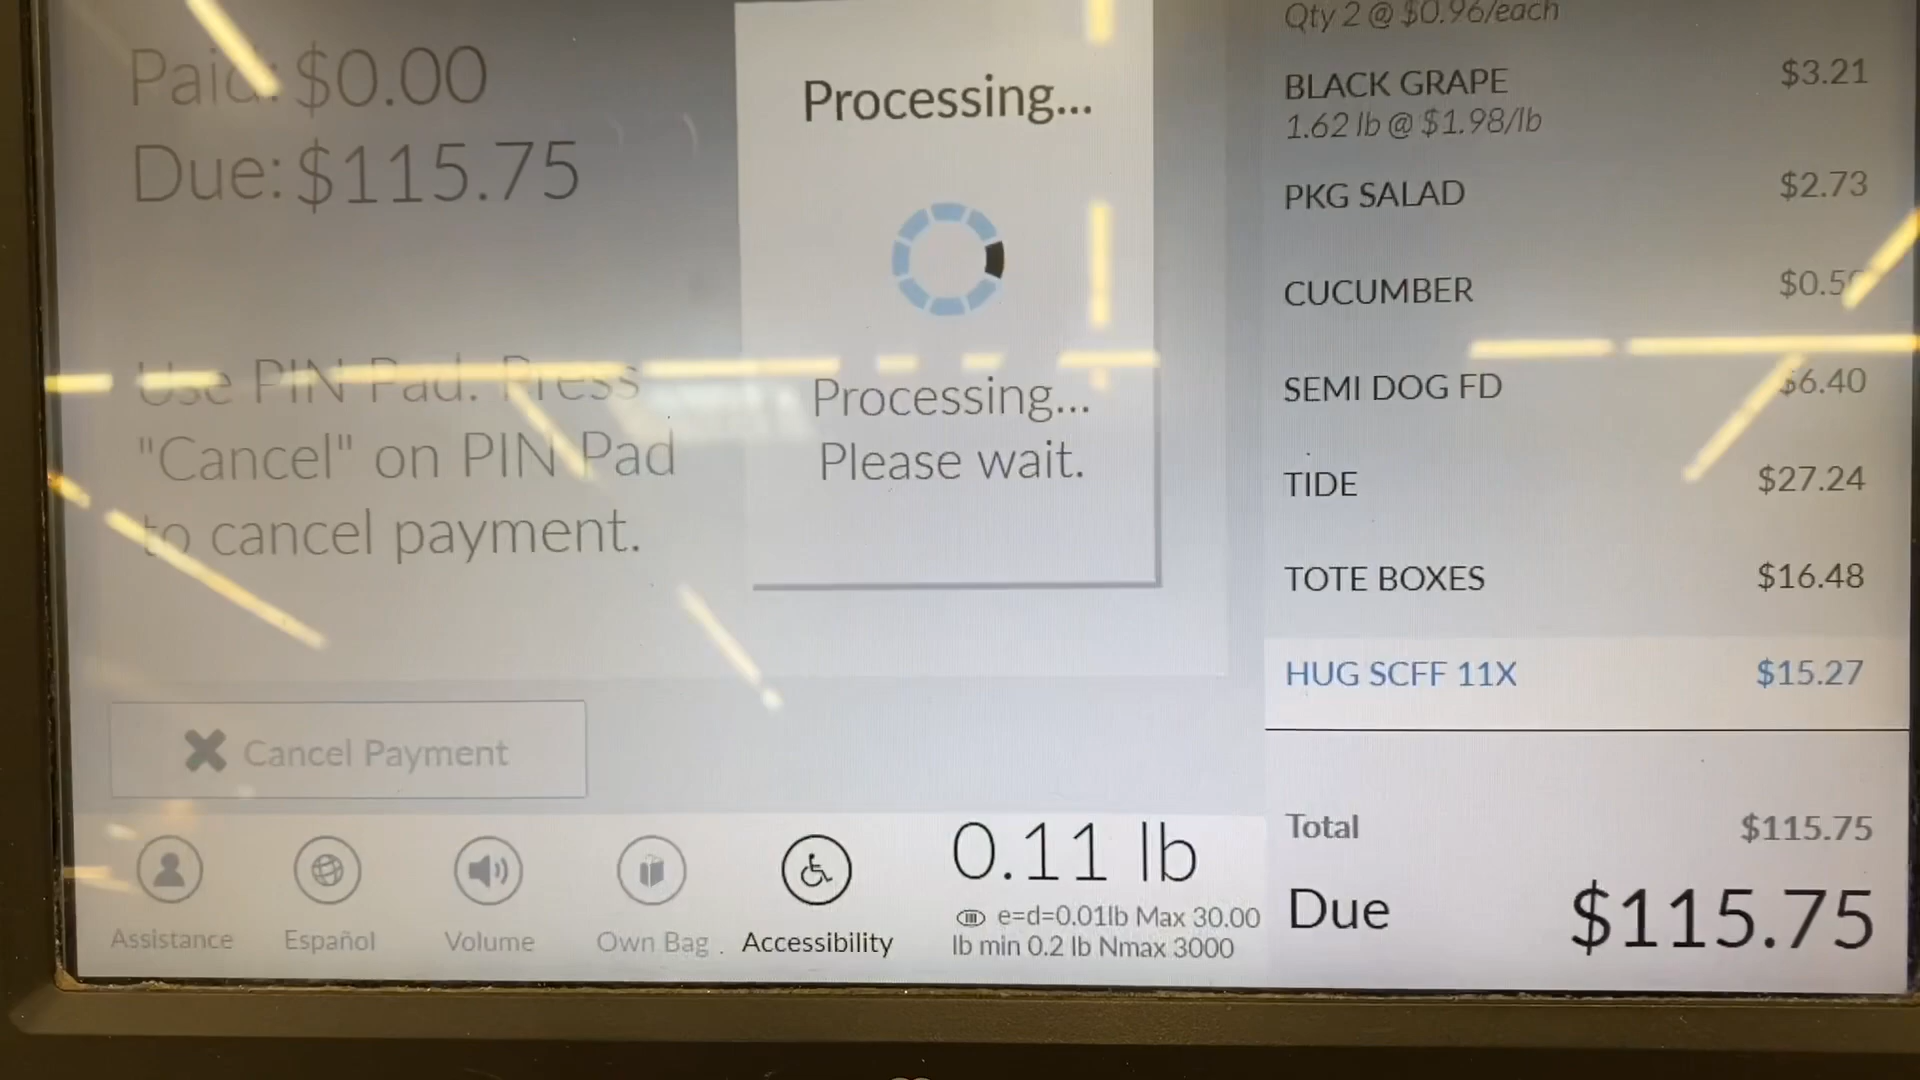 Paid: $0.00
Due: $115.75
Use PIN Pad. Press
"Cancel" on PIN Pad
to cancel payment.
Cancel Payment
Processing...
Processing...
Please wait.
Qty 2 @ $0.96/each
BLACK GRAPE $3.21
1.62 lb @ $1.98/lb
PKG SALAD $2.73
CUCUMBER
SEMI DOG FD $6.40
TIDE $27.24
TOTE BOXES $16.48
HUG SCFF 11X $15.27
Total $115.75
Due $115.75
Assistance
Español
Volume
Own Bag
Accessibility
0.11 lb
e=d=0.01lb Max 30.00
lb min 0.2 lb Nmax 3000